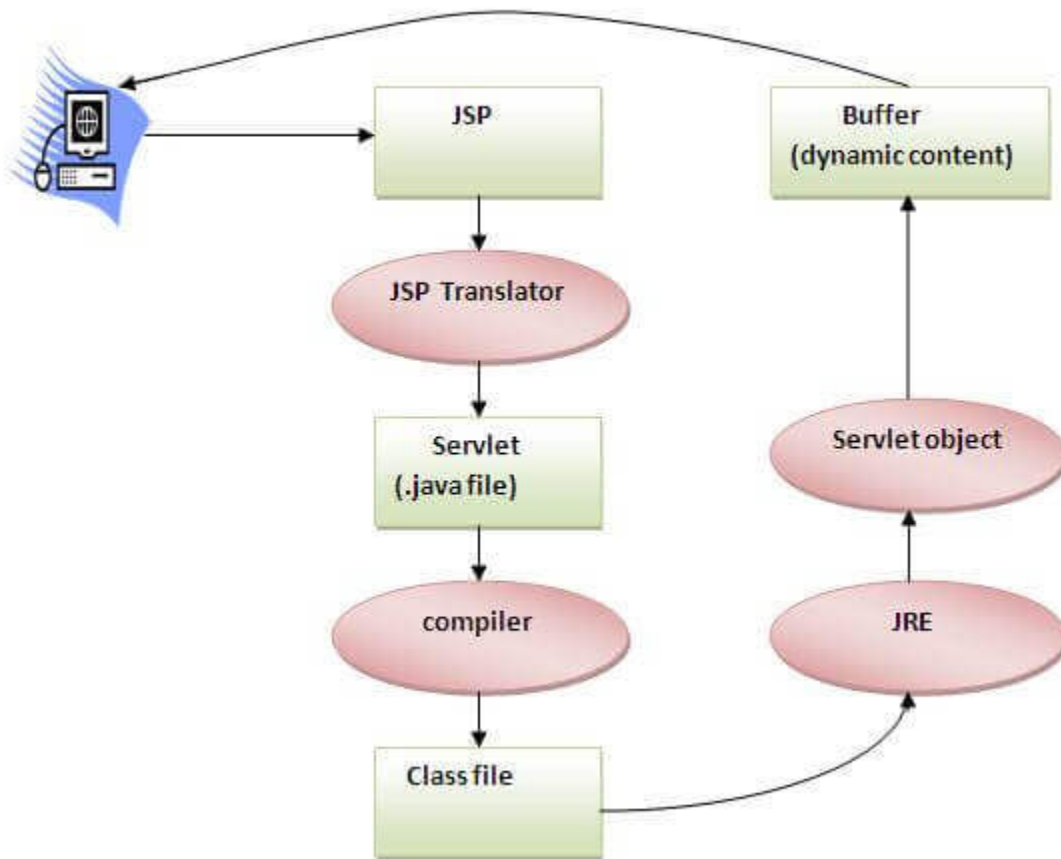 JSP
Buffer
(dynamic content)
JSP Translator
Servlet
(.java file)
Servlet object
compiler
JRE
Class file